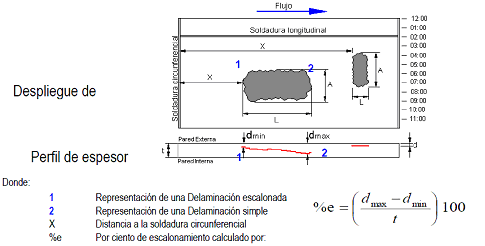 Flujo
12:00
Soldadura longitudinal
01:00
02:00
03:00
X
04:00
05:00
1
2
06:00
X
A
A
07:00
08:00
L
09:00
L
10:00
11:00
Soldadura circunferencial
Despliegue de
dmin
dmax
Pared Externa
d
t
1
2
Pared Interna
Perfil de espesor
Donde:
1 Representación de una Delaminación escalonada
2 Representación de una Delaminación simple
X Distancia a la soldadura circunferencial
%e Por ciento de escalonamiento calculado por:
%e = ( dmax – dmin / t ) 100